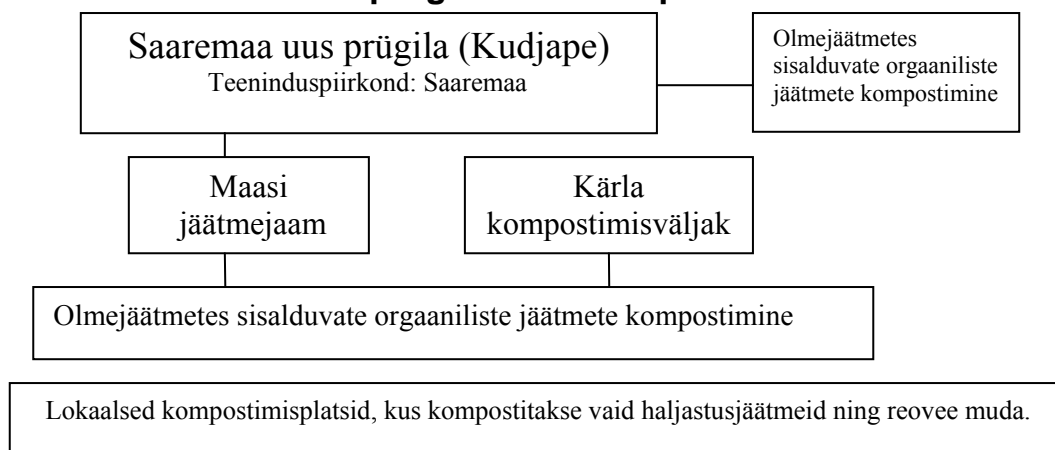 Saaremaa uus prügila (Kudjape)
Teeninduspiirkond: Saaremaa
Olmejäätmetes
sisalduvate orgaaniliste
jäätmete kompostimine
Maasi
jäätmejaam
Kärla
kompostimisväljak
Olmejäätmetes sisalduvate orgaaniliste jäätmete kompostimine
Lokaalsed kompostimisplatsid, kus kompostitakse vaid haljastusjäätmeid ning reovee muda.